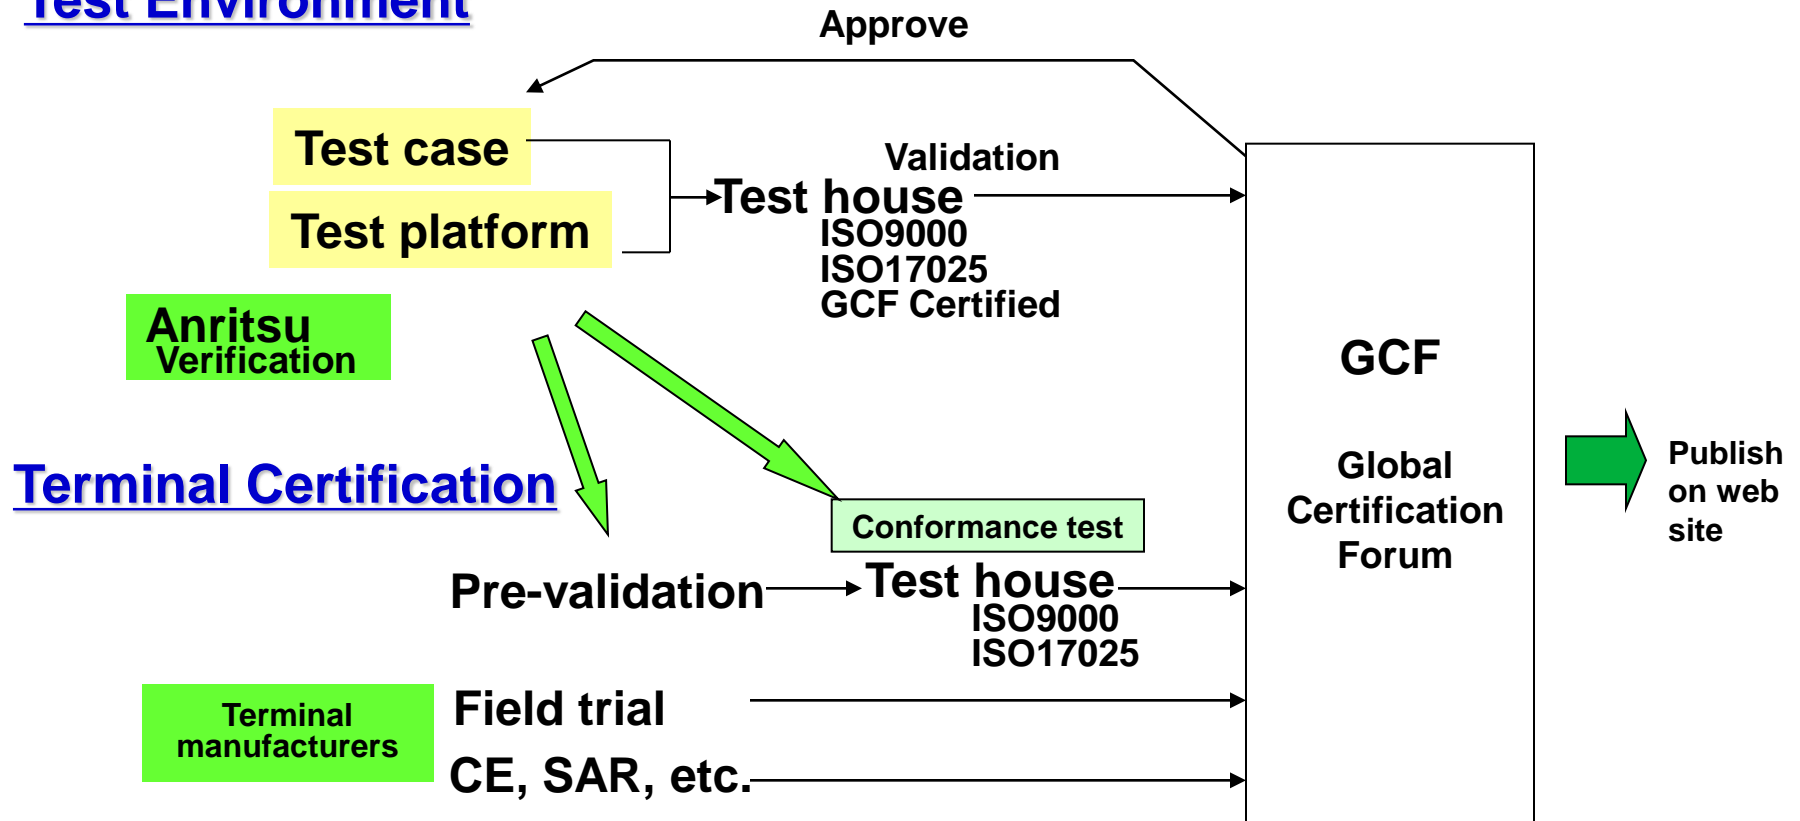 Test Environment
Approve
Test case
Test platform
Validation
Test house
ISO9000
ISO17025
GCF Certified
Anritsu
Verification
GCF
Global
Certification
Forum
Publish
on web
site
Terminal Certification
Conformance test
Pre-validation
Test house
ISO9000
ISO17025
Terminal
manufacturers
Field trial
CE, SAR, etc.